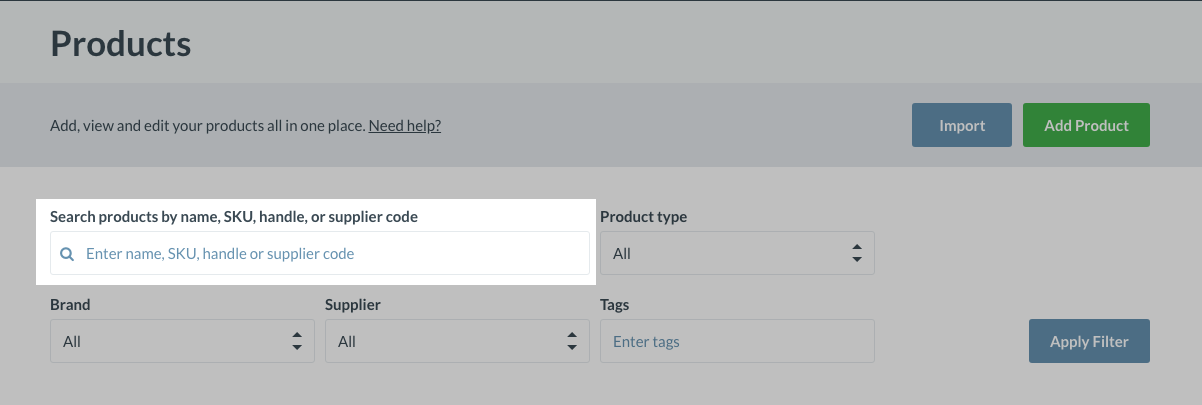 Products
Add, view and edit your products all in one place. Need help?
Import
Add Product
Search products by name, SKU, handle, or supplier code
Product type
Enter name, SKU, handle or supplier code
All
Brand
Supplier
Tags
All
All
Enter tags
Apply Filter